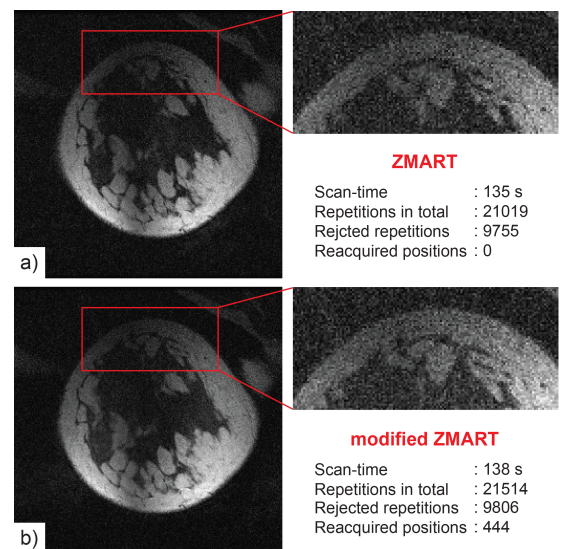 ZMART
Scan-time : 135 s
Repetitions in total : 21019
Rejcted repetitions : 9755
Reacquired positions : 0
a)
modified ZMART
Scan-time : 138 s
Repetitions in total : 21514
Rejected repetitions : 9806
Reacquired positions : 444
b)